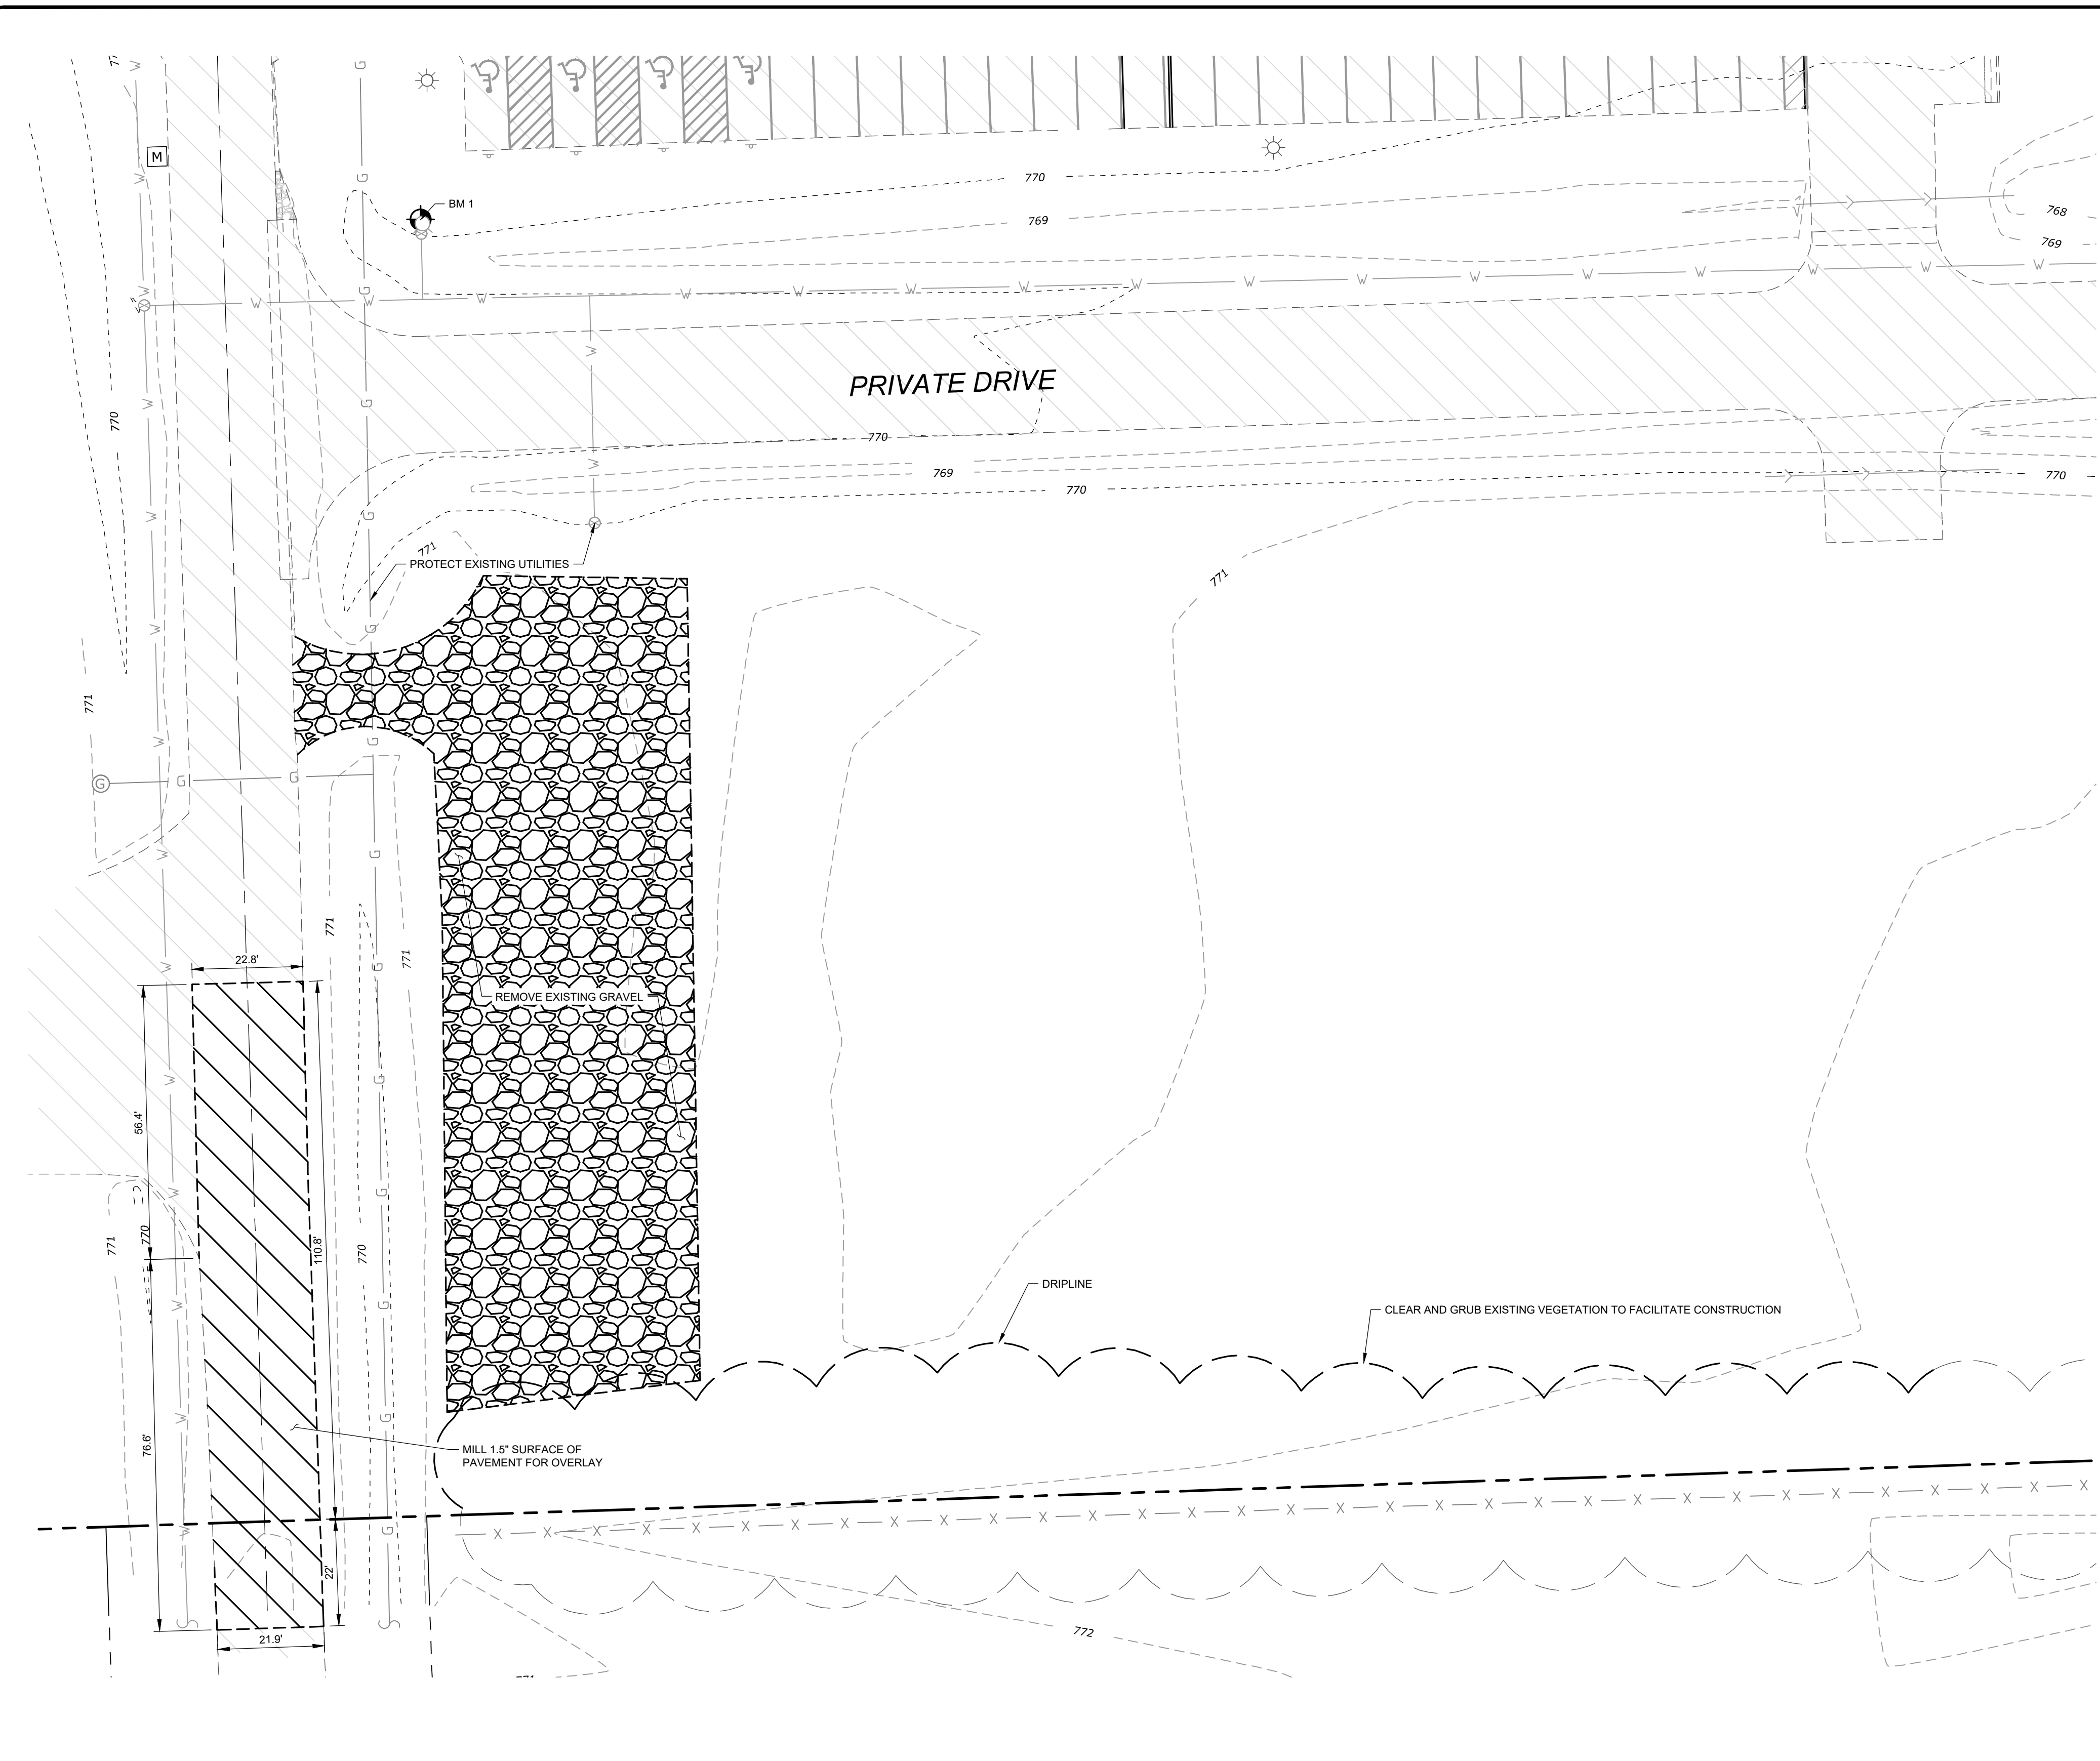 77
W
G
M
BM 1
770
769
768
769
W
G
PRIVATE DRIVE
770
770
769
770
770
771
771
PROTECT EXISTING UTILITIES
771
G
G
G
771
771
22.8'
REMOVE EXISTING GRAVEL
56.4'
770
771
770
110.8'
DRIPLINE
CLEAR AND GRUB EXISTING VEGETATION TO FACILITATE CONSTRUCTION
76.6'
MILL 1.5" SURFACE OF
PAVEMENT FOR OVERLAY
X X X X X X X X X X X X X X X X X X X X X X X X X X X X X X X X X
22'
21.9'
772